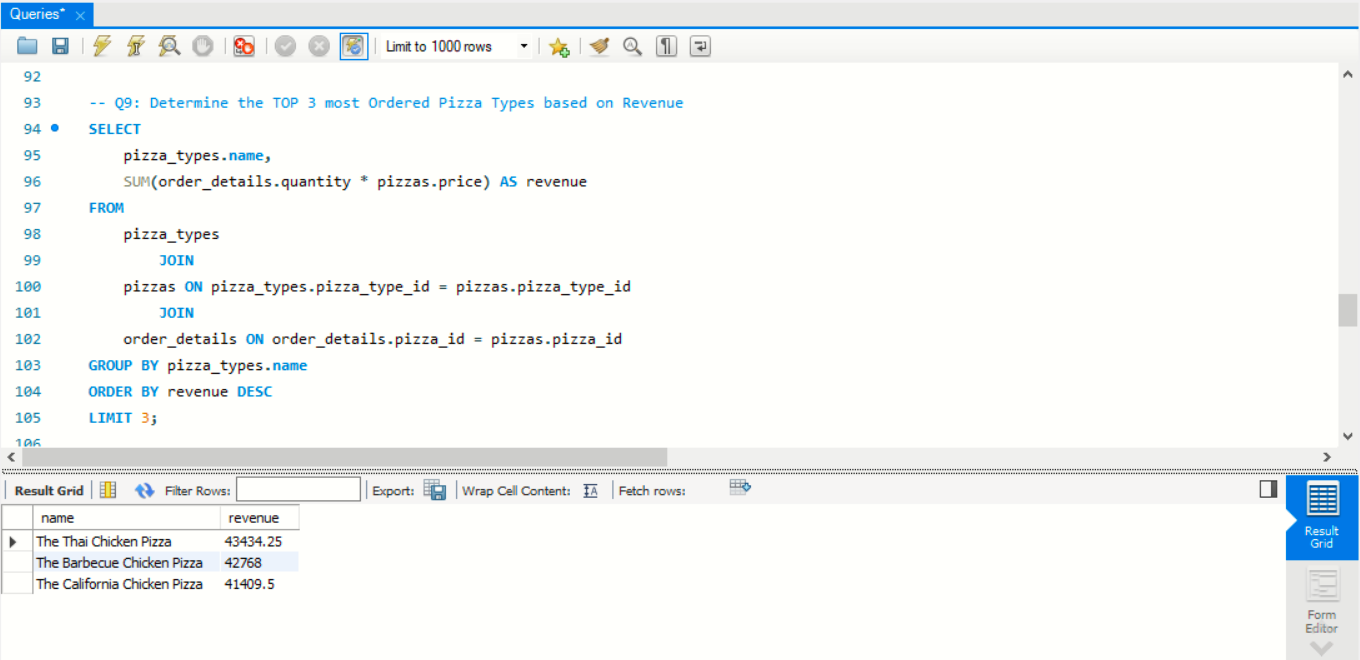 Queries*
Limit to 1000 rows
92
93 -- Q9: Determine the TOP 3 most Ordered Pizza Types based on Revenue
94 SELECT
95 pizza_types.name,
96 SUM(order_details.quantity * pizzas.price) AS revenue
97 FROM
98 pizza_types
99 JOIN
100 pizzas ON pizza_types.pizza_type_id = pizzas.pizza_type_id
101 JOIN
102 order_details ON order_details.pizza_id = pizzas.pizza_id
103 GROUP BY pizza_types.name
104 ORDER BY revenue DESC
105 LIMIT 3;
106
Result Grid Filter Rows: Export: Wrap Cell Content: Fetch rows:
name revenue
The Thai Chicken Pizza 43434.25
The Barbecue Chicken Pizza 42768
The California Chicken Pizza 41409.5
Result
Grid
Form
Editor